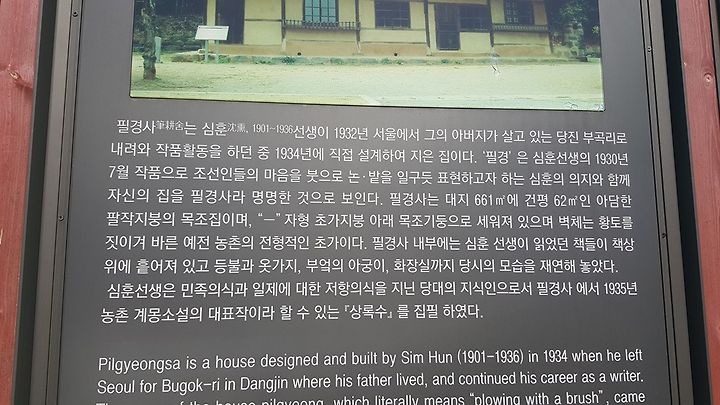 필경사筆耕舍는 심훈沈熏, 1901~1936선생이 1932년 서울에서 그의 아버지가 살고 있는 당진 부곡리로
내려와 작품활동을 하던 중 1934년에 직접 설계하여 지은 집이다. ‘필경’ 은 심훈선생의 1930년
7월 작품으로 조선인들의 마음을 붓으로 논·밭을 일구듯 표현하고자 하는 심훈의 의지와 함께
자신의 집을 필경사라 명명한 것으로 보인다. 필경사는 대지 661㎡에 건평 62㎡인 아담한
팔작지붕의 목조집이며, “ㅡ” 자형 초가지붕 아래 목조기둥으로 세워져 있으며 벽체는 황토를
짓이겨 바른 예전 농촌의 전형적인 초가이다. 필경사 내부에는 심훈 선생이 읽었던 책들이 책상
위에 흩어져 있고 등불과 옷가지, 부엌의 아궁이, 화장실까지 당시의 모습을 재연해 놓았다.
심훈선생은 민족의식과 일제에 대한 저항의식을 지닌 당대의 지식인으로서 필경사 에서 1935년
농촌 계몽소설의 대표작이라 할 수 있는『상록수』를 집필 하였다.
Pilgyeongsa is a house designed and built by Sim Hun (1901-1936) in 1934 when he left
Seoul for Bugok-ri in Dangjin where his father lived, and continued his career as a writer.
of the house pilgyeong, which literally means “plowing with a brush”, came